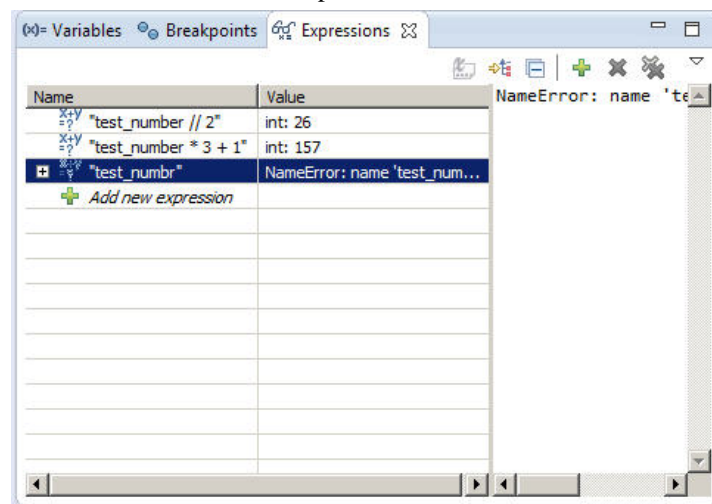 (x)= Variables Breakpoints Expressions
Name Value
"test_number // 2" int: 26
"test_number * 3 + 1" int: 157
"test_numbr" NameError: name 'test_num...
Add new expression
NameError: name 'te